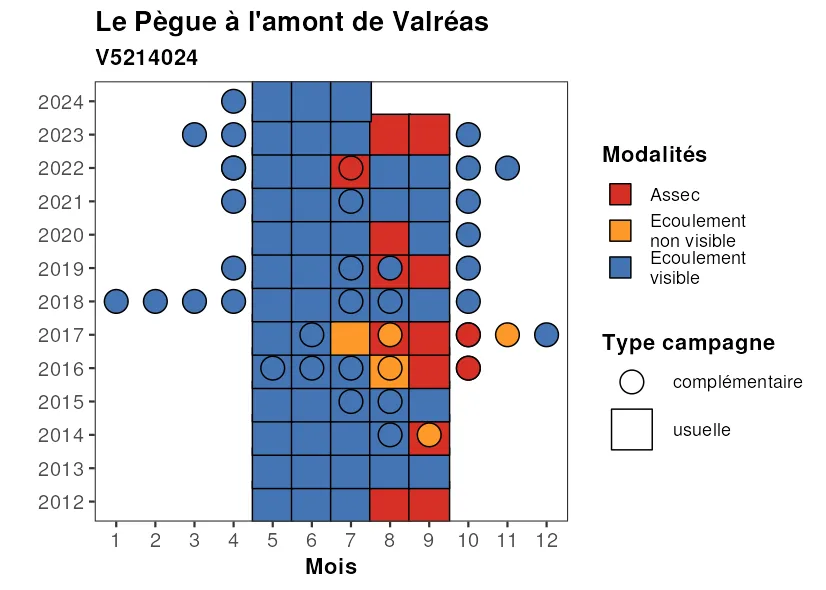 Le Pègue à l'amont de Valréas
V5214024
2024
2023
2022
2021
2020
2019
2018
2017
2016
2015
2014
2013
2012
1 2 3 4 5 6 7 8 9 10 11 12
Mois
Modalités
Assec
Ecoulement
non visible
Ecoulement
visible
Type campagne
complémentaire
usuelle